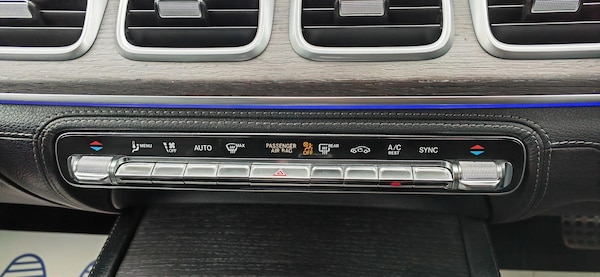 MENU OFF AUTO MAX PASSENGER AIR BAG OFF REAR A/C REST SYNC